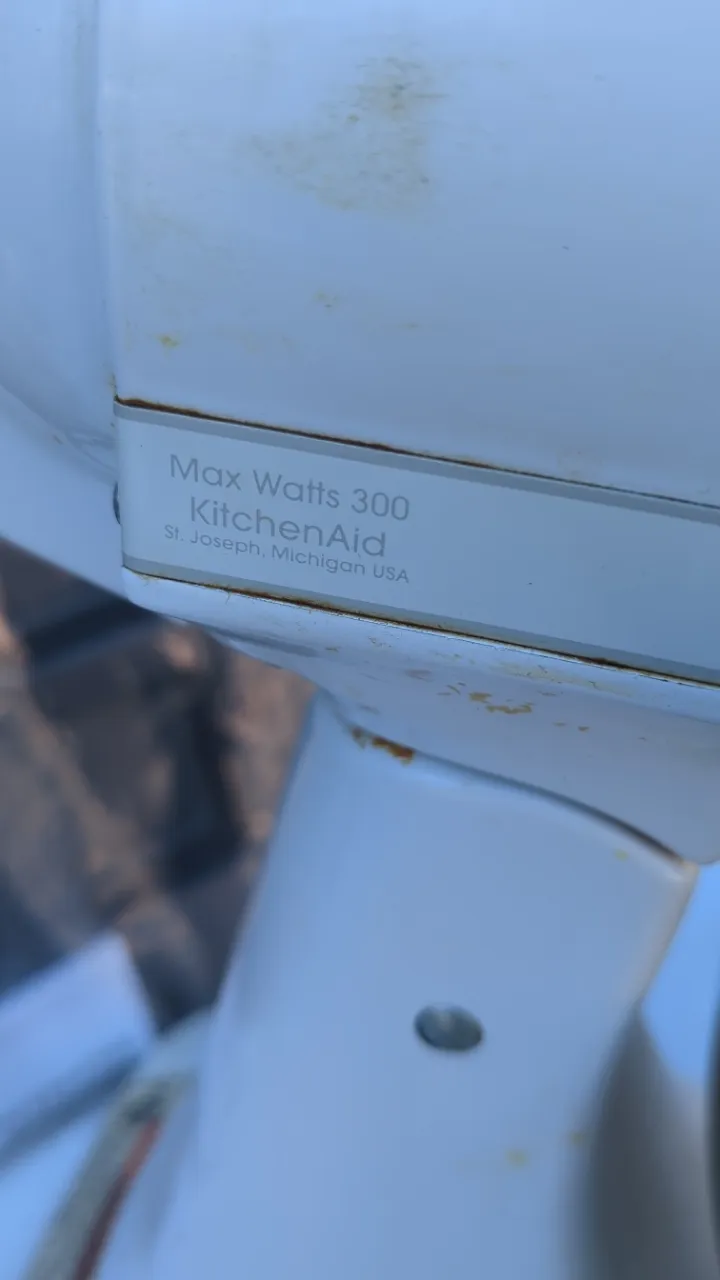 Max Watts 300
KitchenAid
St. Joseph, Michigan USA